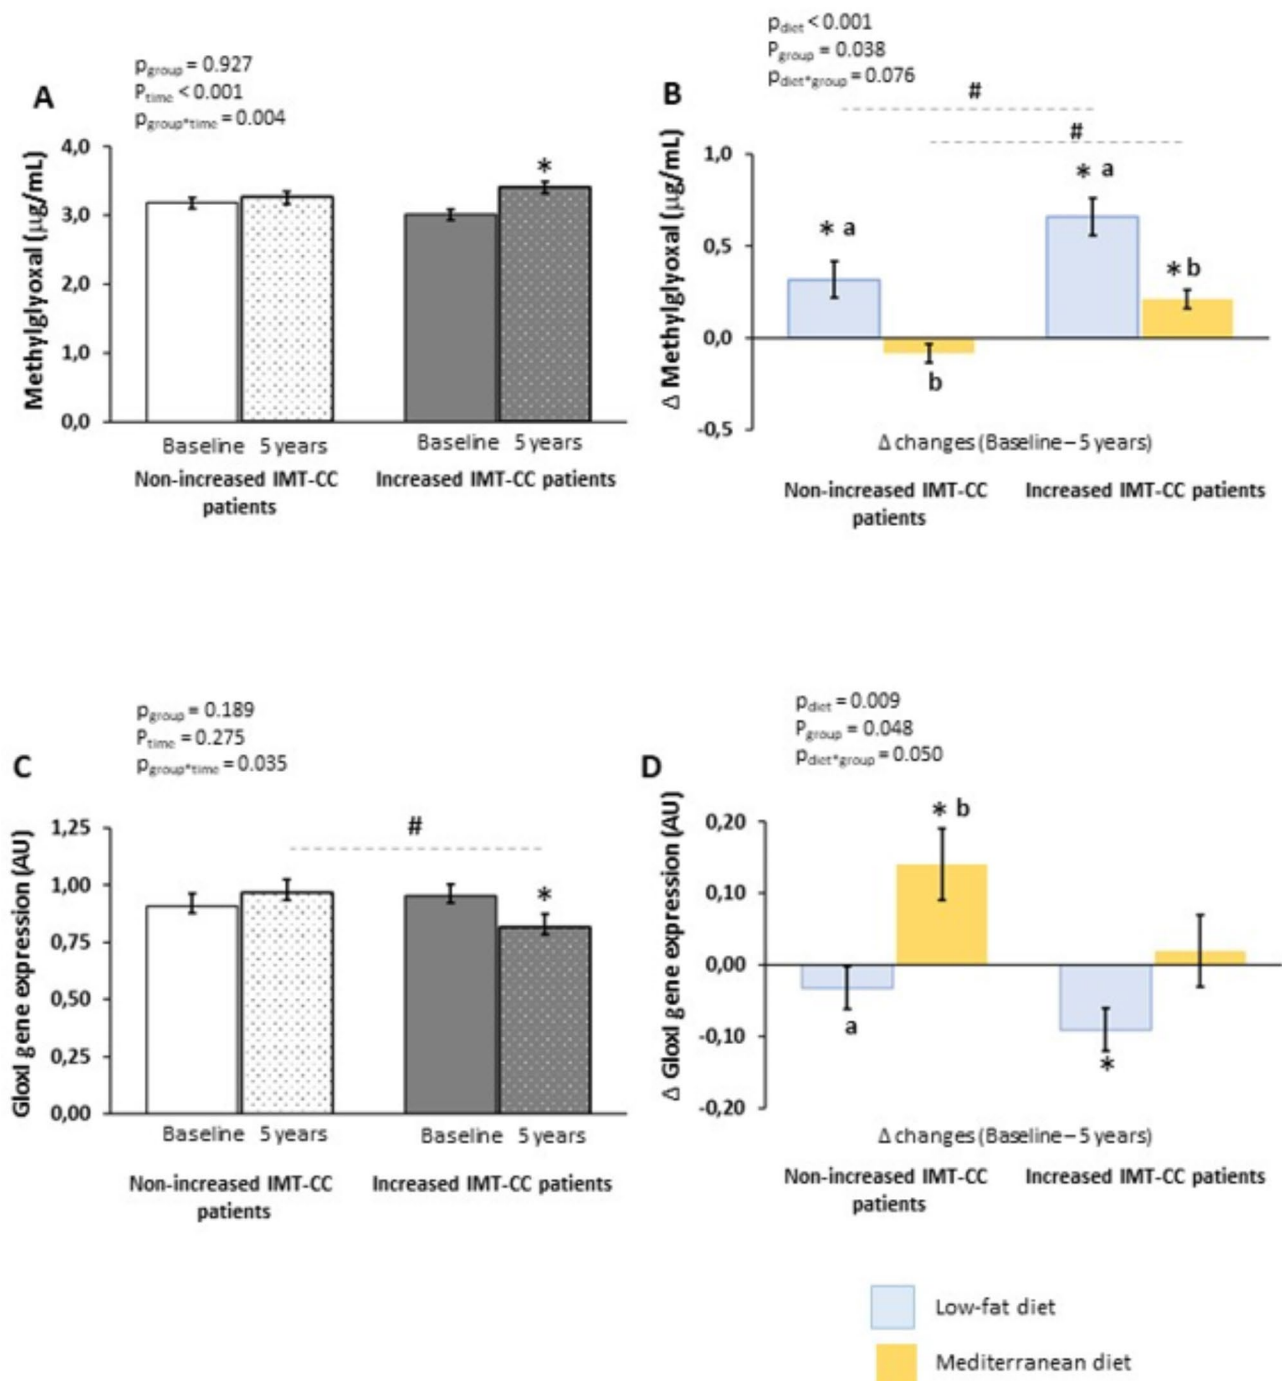 A
pgroup = 0.927
Ptime < 0.001
pgroup*time = 0.004
Methylglyoxal (µg/mL)
4,0
3,0
2,0
1,0
0,0
*
Baseline 5 years Baseline 5 years
Non-increased IMT-CC patients
Increased IMT-CC patients
B
pdiet < 0.001
Pgroup = 0.038
pdiet*group = 0.076
#
#
Δ Methylglyoxal (µg/mL)
1,0
0,5
0,0
-0,5
* a
b
* a
* b
Δ changes (Baseline – 5 years)
Non-increased IMT-CC patients
Increased IMT-CC patients
C
pgroup = 0.189
Ptime = 0.275
pgroup*time = 0.035
GloxI gene expression (AU)
1,25
1,00
0,75
0,50
0,25
0,00
#
*
Baseline 5 years Baseline 5 years
Non-increased IMT-CC patients
Increased IMT-CC patients
D
pdiet = 0.009
Pgroup = 0.048
pdiet*group = 0.050
Δ GloxI gene expression (AU)
0,20
0,10
0,00
-0,10
-0,20
* b
a
*
Δ changes (Baseline – 5 years)
Non-increased IMT-CC patients
Increased IMT-CC patients
Low-fat diet
Mediterranean diet